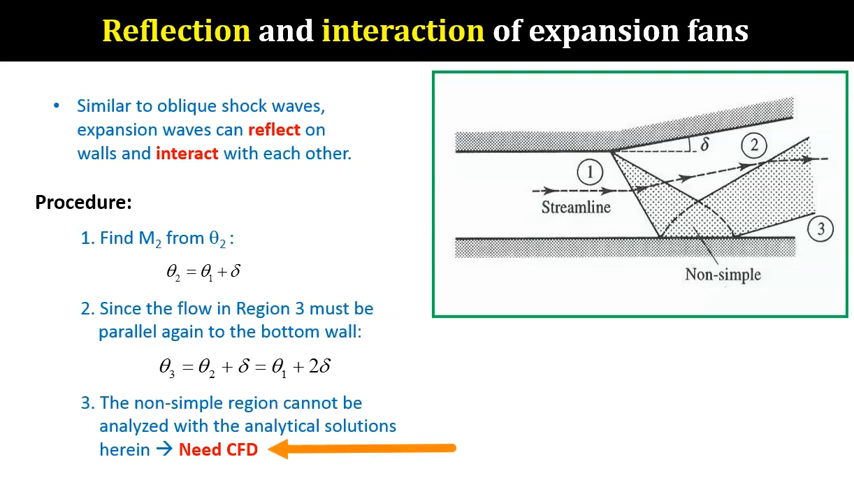 Reflection and interaction of expansion fans
• Similar to oblique shock waves,
expansion waves can reflect on
walls and interact with each other.
Procedure:
1. Find M₂ from θ₂ :
θ₂ = θ₁ + δ
2. Since the flow in Region 3 must be
parallel again to the bottom wall:
θ₃ = θ₂ + δ = θ₁ + 2δ
3. The non-simple region cannot be
analyzed with the analytical solutions
herein → Need CFD
δ
2
1
Streamline
3
Non-simple